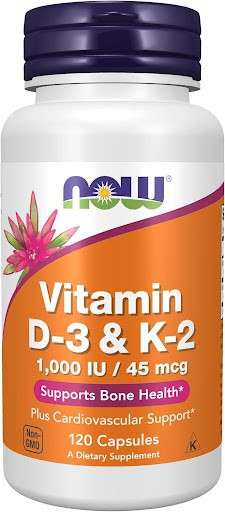 NOW
Vitamin
D-3 & K-2
1,000 IU / 45 mcg
Supports Bone Health*
Plus Cardiovascular Support*
120 Capsules
A Dietary Supplement
Non-
GMO
K